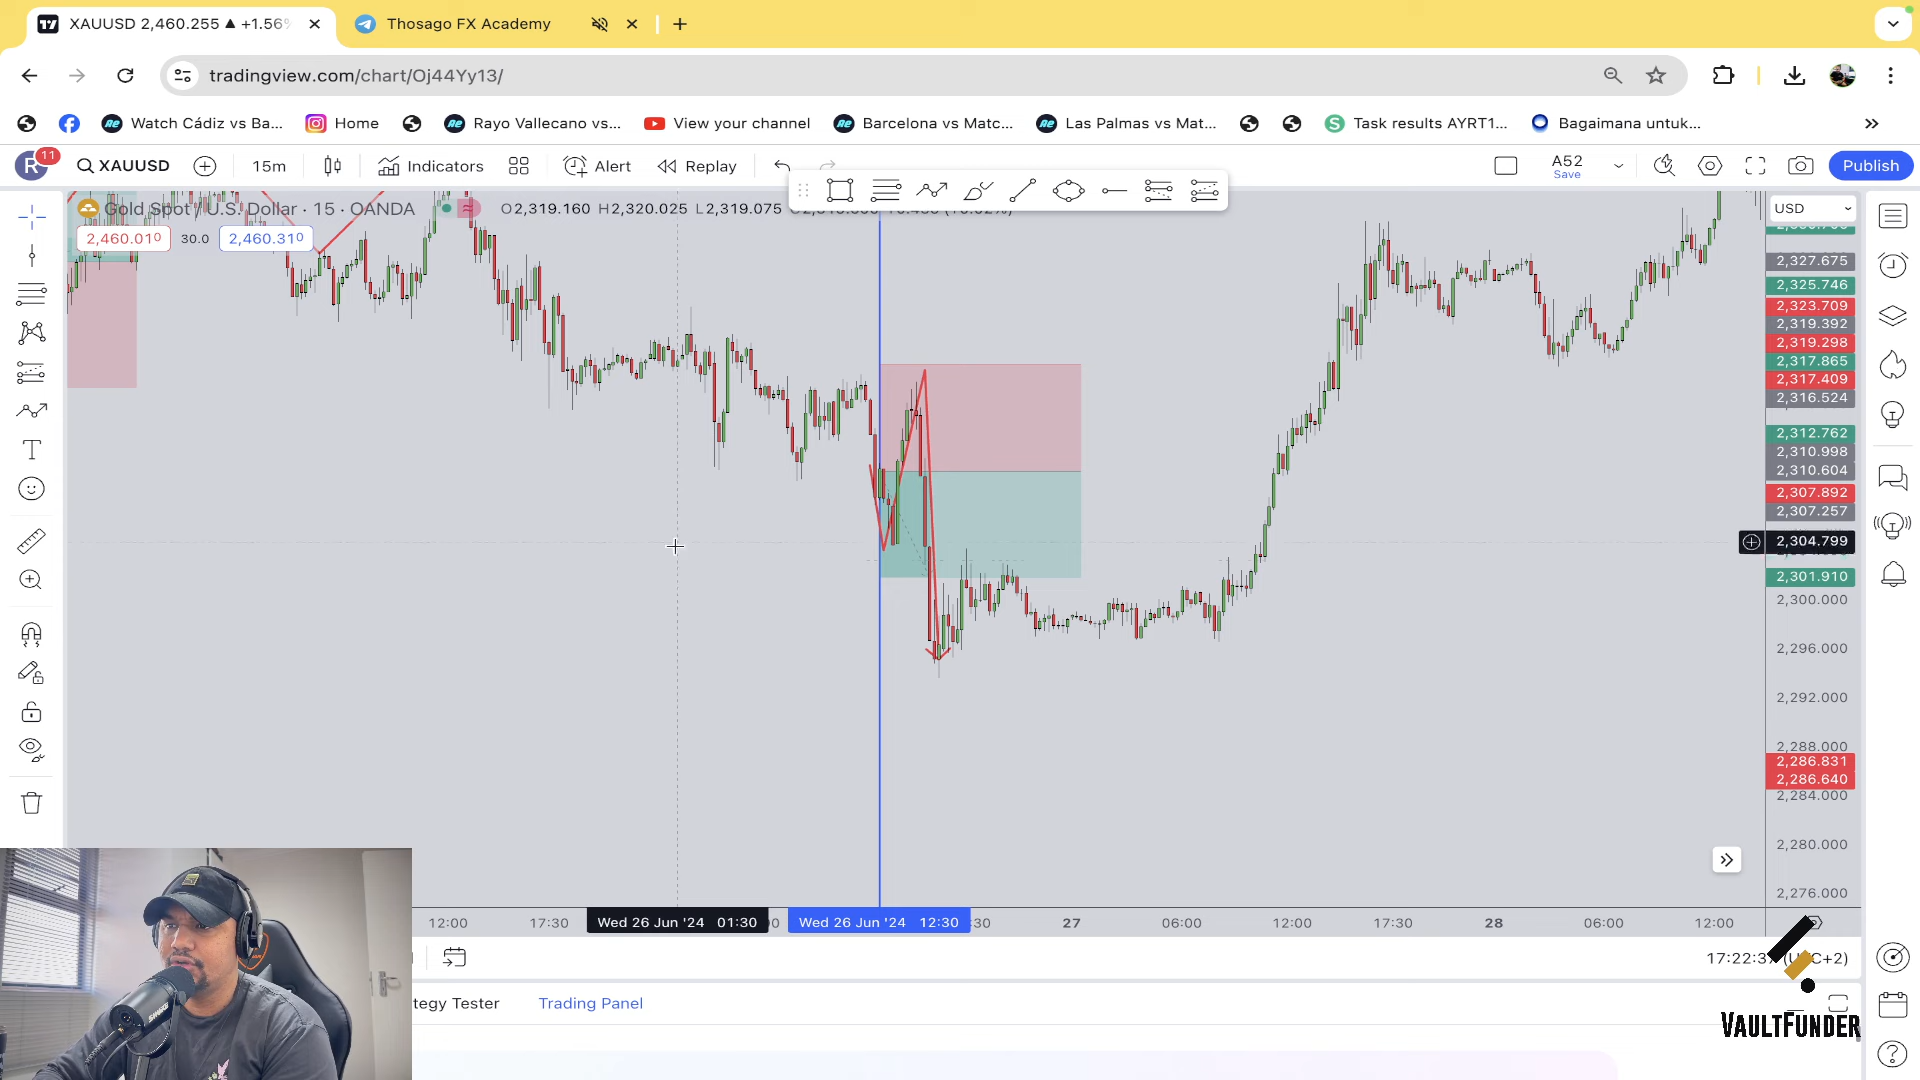 XAUUSD 2,460.255 ▲ +1.56%
Thosago FX Academy
tradingview.com/chart/Oj44Yy13/
Watch Cádiz vs Ba...
Home
Rayo Vallecano vs...
View your channel
Barcelona vs Matc...
Las Palmas vs Mat...
Task results AYRT1...
Bagaimana untuk...
R 11
XAUUSD
15m
Indicators
Alert
Replay
A52
Save
Publish
Gold Spot / U.S. Dollar · 15 · OANDA
O2,319.160 H2,320.025 L2,319.075
USD
2,460.010
30.0
2,460.310
2,327.675
2,325.746
2,323.709
2,319.392
2,319.298
2,317.865
2,317.409
2,316.524
2,312.762
2,310.998
2,310.604
2,307.892
2,307.257
2,304.799
2,301.910
2,300.000
2,296.000
2,292.000
2,288.000
2,286.831
2,286.640
2,284.000
2,280.000
2,276.000
12:00
17:30
Wed 26 Jun '24 01:30
Wed 26 Jun '24 12:30
:30
27
06:00
12:00
17:30
28
06:00
12:00
17:22:3
C+2)
tegy Tester
Trading Panel
VAULTFUNDER